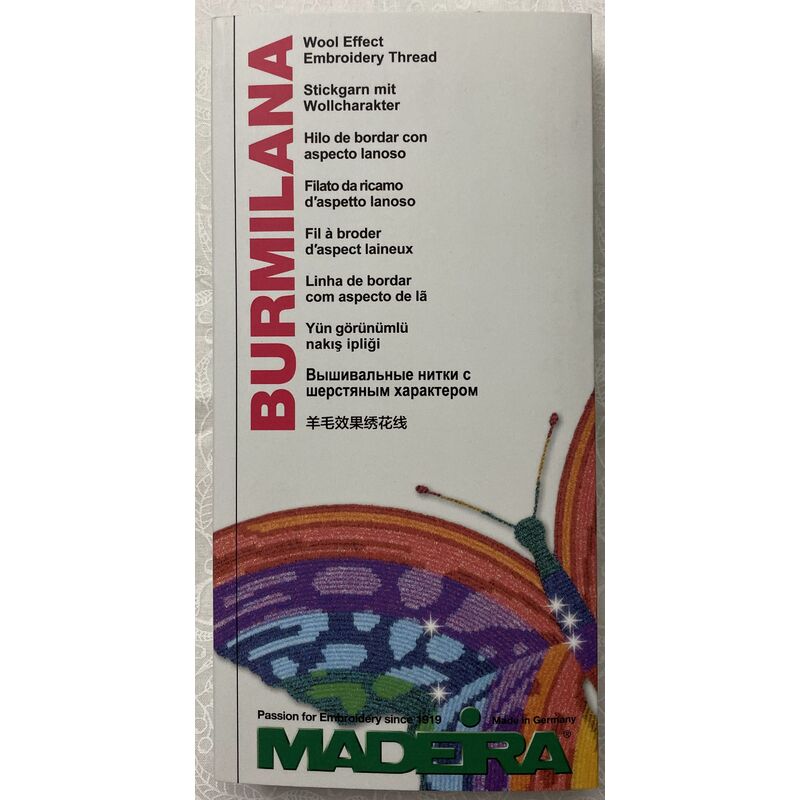 BURMILANA
Wool Effect
Embroidery Thread
Stickgarn mit
Wollcharakter
Hilo de bordar con
aspecto lanoso
Filato da ricamo
d'aspetto lanoso
Fil à broder
d'aspect laineux
Linha de bordar
com aspecto de lã
Yün görünümlü
nakış ipliği
Вышивальные нитки с
шерстяным характером
羊毛效果绣花线
Passion for Embroidery since 1919
Made in Germany
MADEiRA®